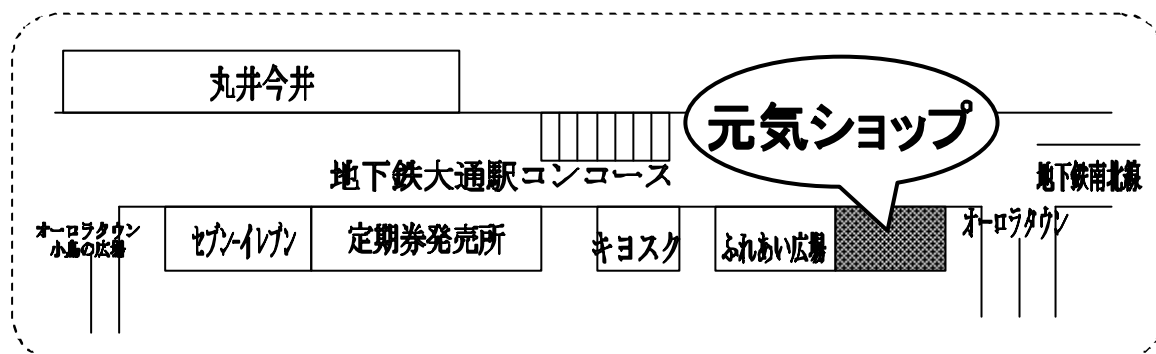 丸井今井
元気ショップ
地下鉄大通駅コンコース
地下鉄南北線
オーロラタウン
小鳥の広場
セブン-イレブン
定期券発売所
キヨスク
ふれあい広場
オーロラタウン